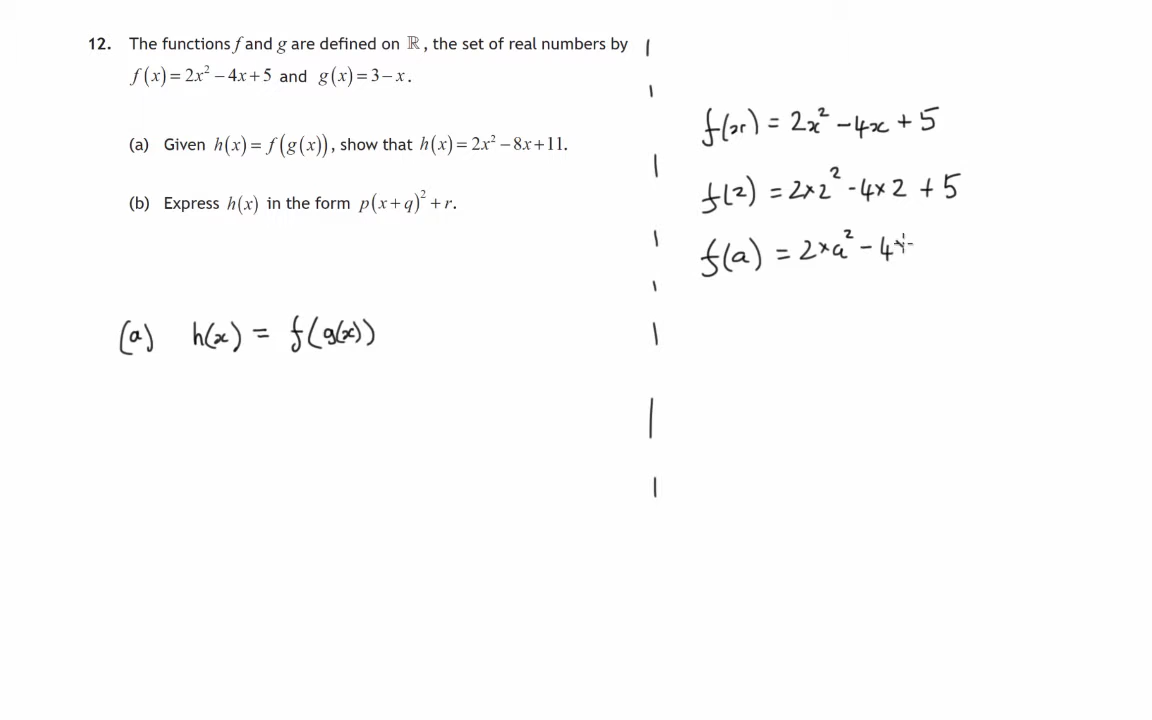 12. The functions f and g are defined on ℝ, the set of real numbers by
f(x) = 2x² − 4x + 5 and g(x) = 3 − x.
(a) Given h(x) = f(g(x)), show that h(x) = 2x² − 8x + 11.
(b) Express h(x) in the form p(x + q)² + r.
(a) h(x) = f(g(x))
f(x) = 2x² − 4x + 5
f(2) = 2×2² - 4×2 + 5
f(a) = 2×a² − 4×